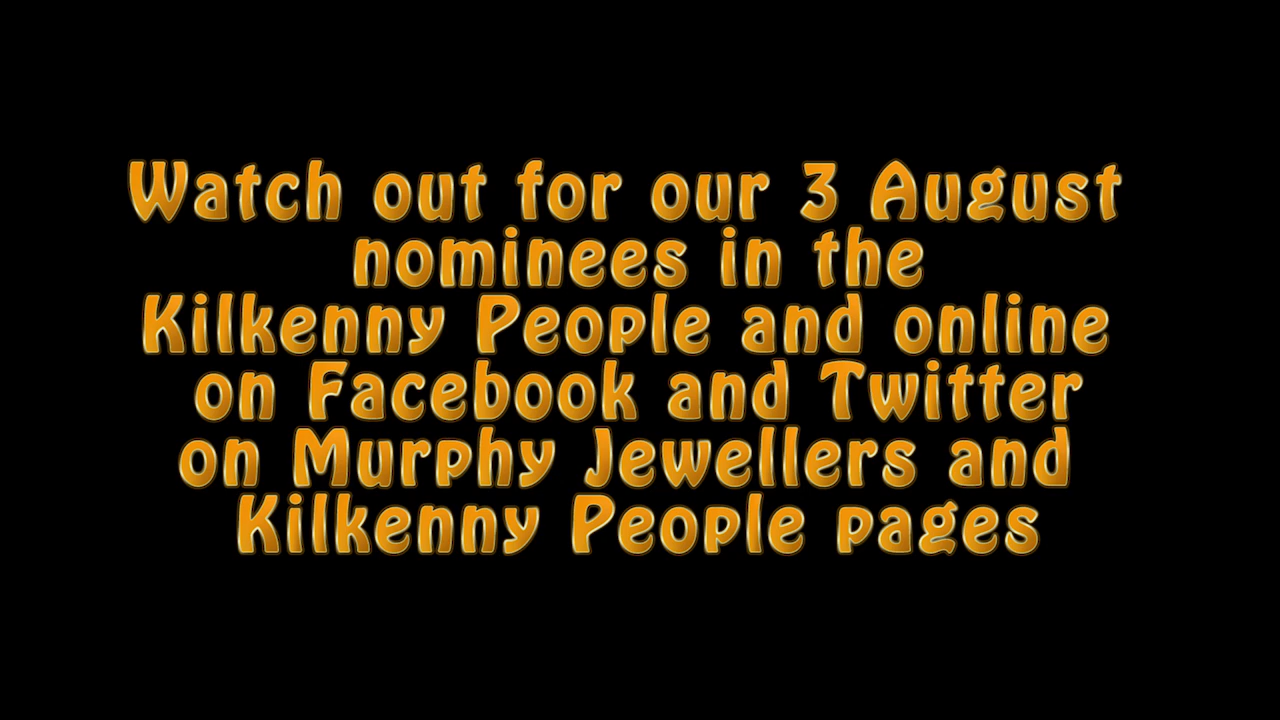 Watch out for our 3 August
nominees in the
Kilkenny People and online
on Facebook and Twitter
on Murphy Jewellers and
Kilkenny People pages